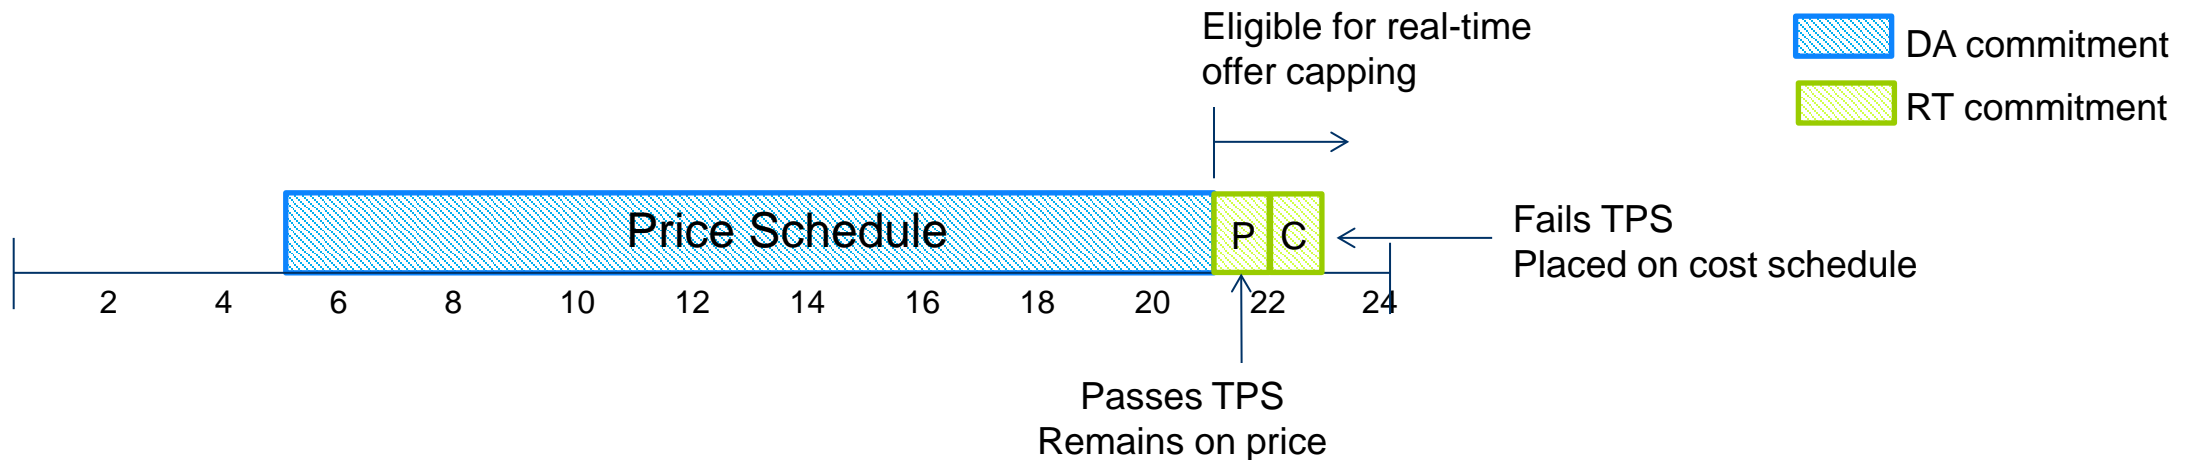 Eligible for real-time
offer capping
DA commitment
RT commitment
Price Schedule
P
C
Fails TPS
Placed on cost schedule
2 4 6 8 10 12 14 16 18 20 22 24
Passes TPS
Remains on price